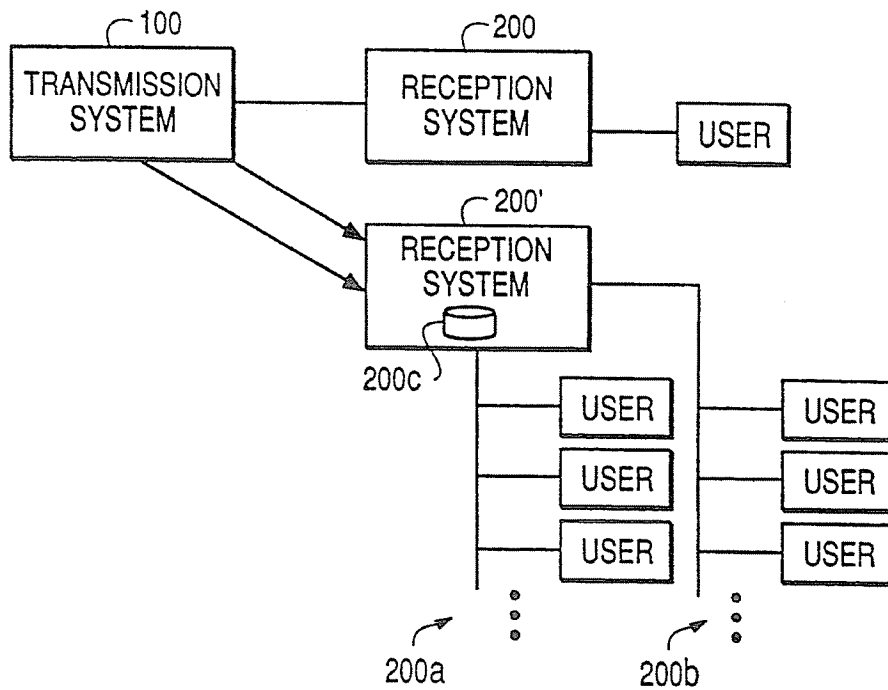 100
TRANSMISSION
SYSTEM
200
RECEPTION
SYSTEM
USER
200'
RECEPTION
SYSTEM
200c
USER
USER
USER
USER
USER
USER
200a
200b